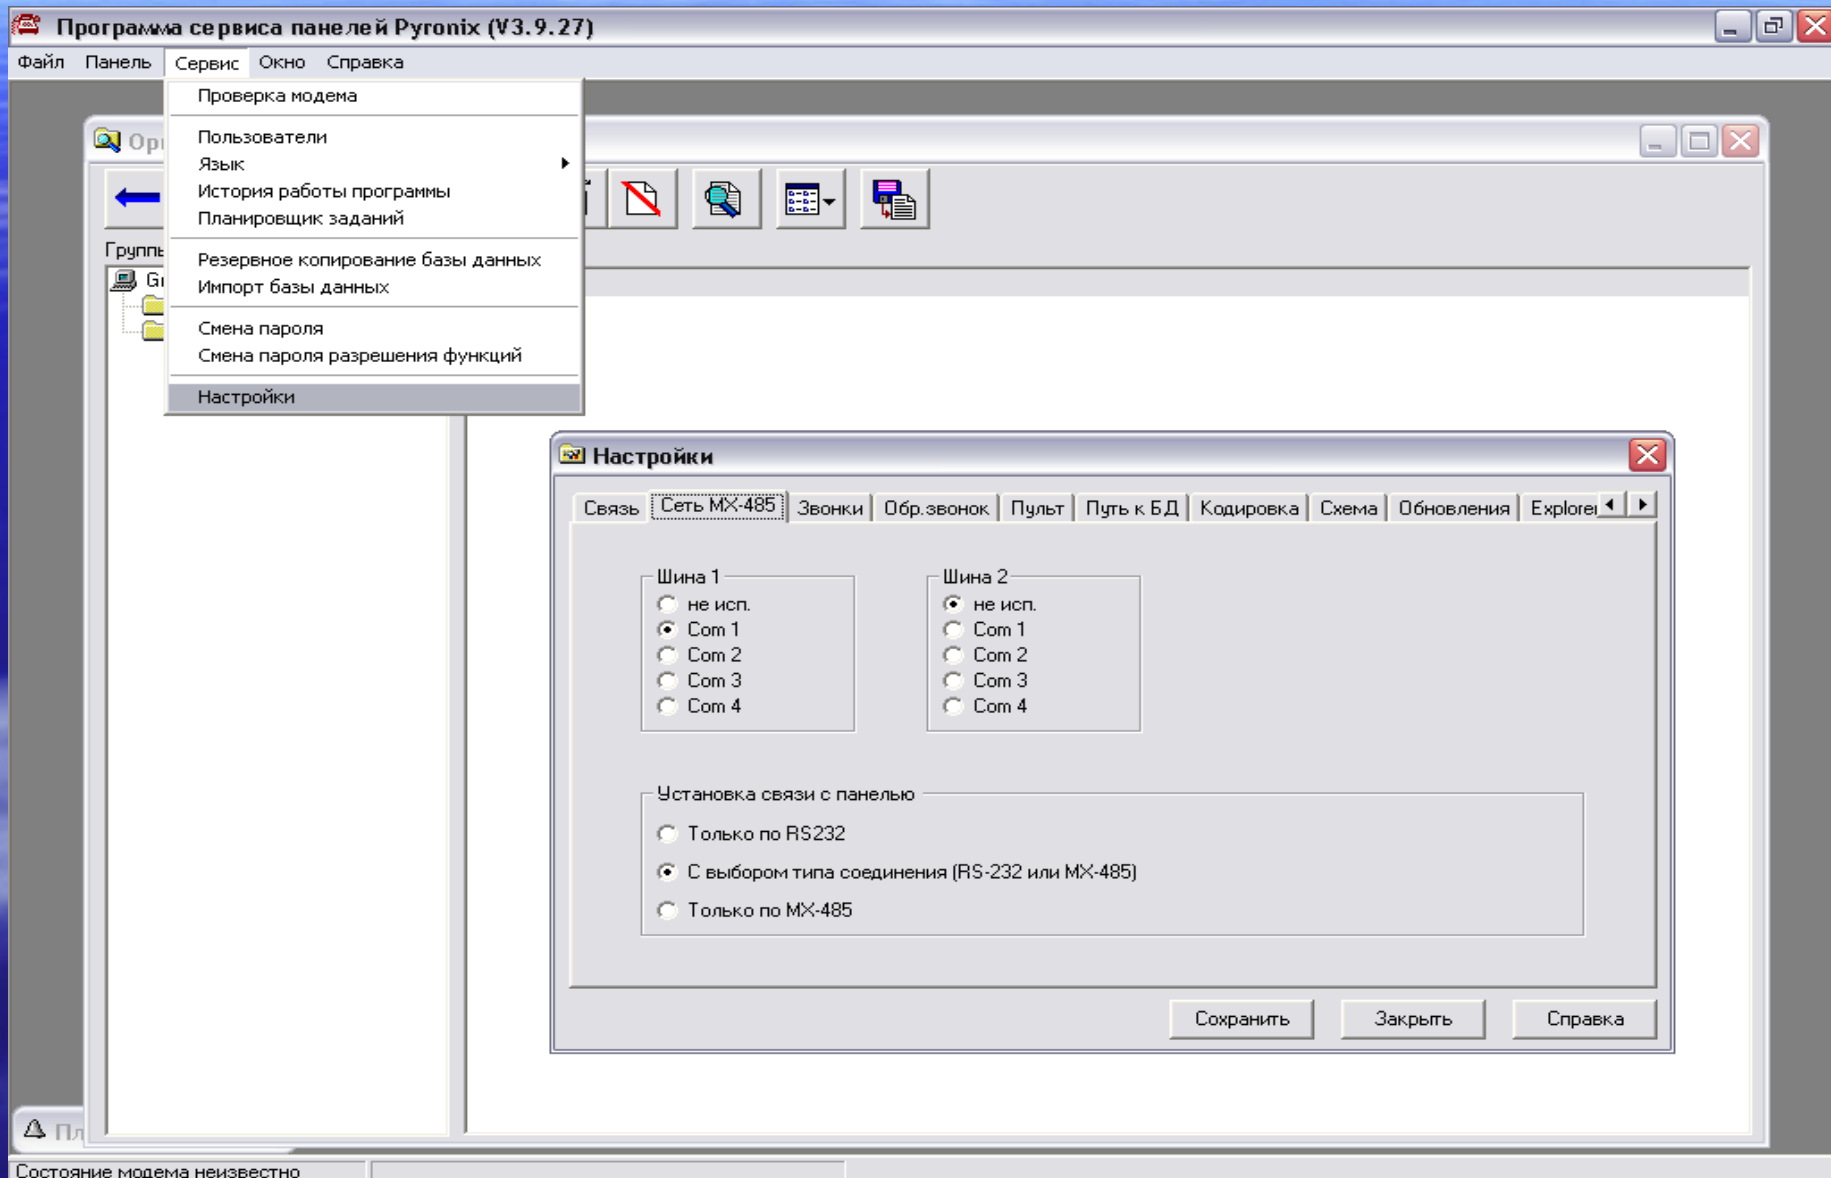 Программа сервиса панелей Pyronix (V3.9.27)
Файл Панель Сервис Окно Справка
Проверка модема
Пользователи
Язык
История работы программы
Планировщик заданий
Резервное копирование базы данных
Импорт базы данных
Смена пароля
Смена пароля разрешения функций
Настройки
Настройки
Связь Сеть MX-485 Звонки Обр.звонок Пульт Путь к БД Кодировка Схема Обновления Explorer
Шина 1
не исп.
Com 1
Com 2
Com 3
Com 4
Шина 2
не исп.
Com 1
Com 2
Com 3
Com 4
Установка связи с панелью
Только по RS232
С выбором типа соединения (RS-232 или MX-485)
Только по MX-485
Сохранить Закрыть Справка
Состояние модема неизвестно